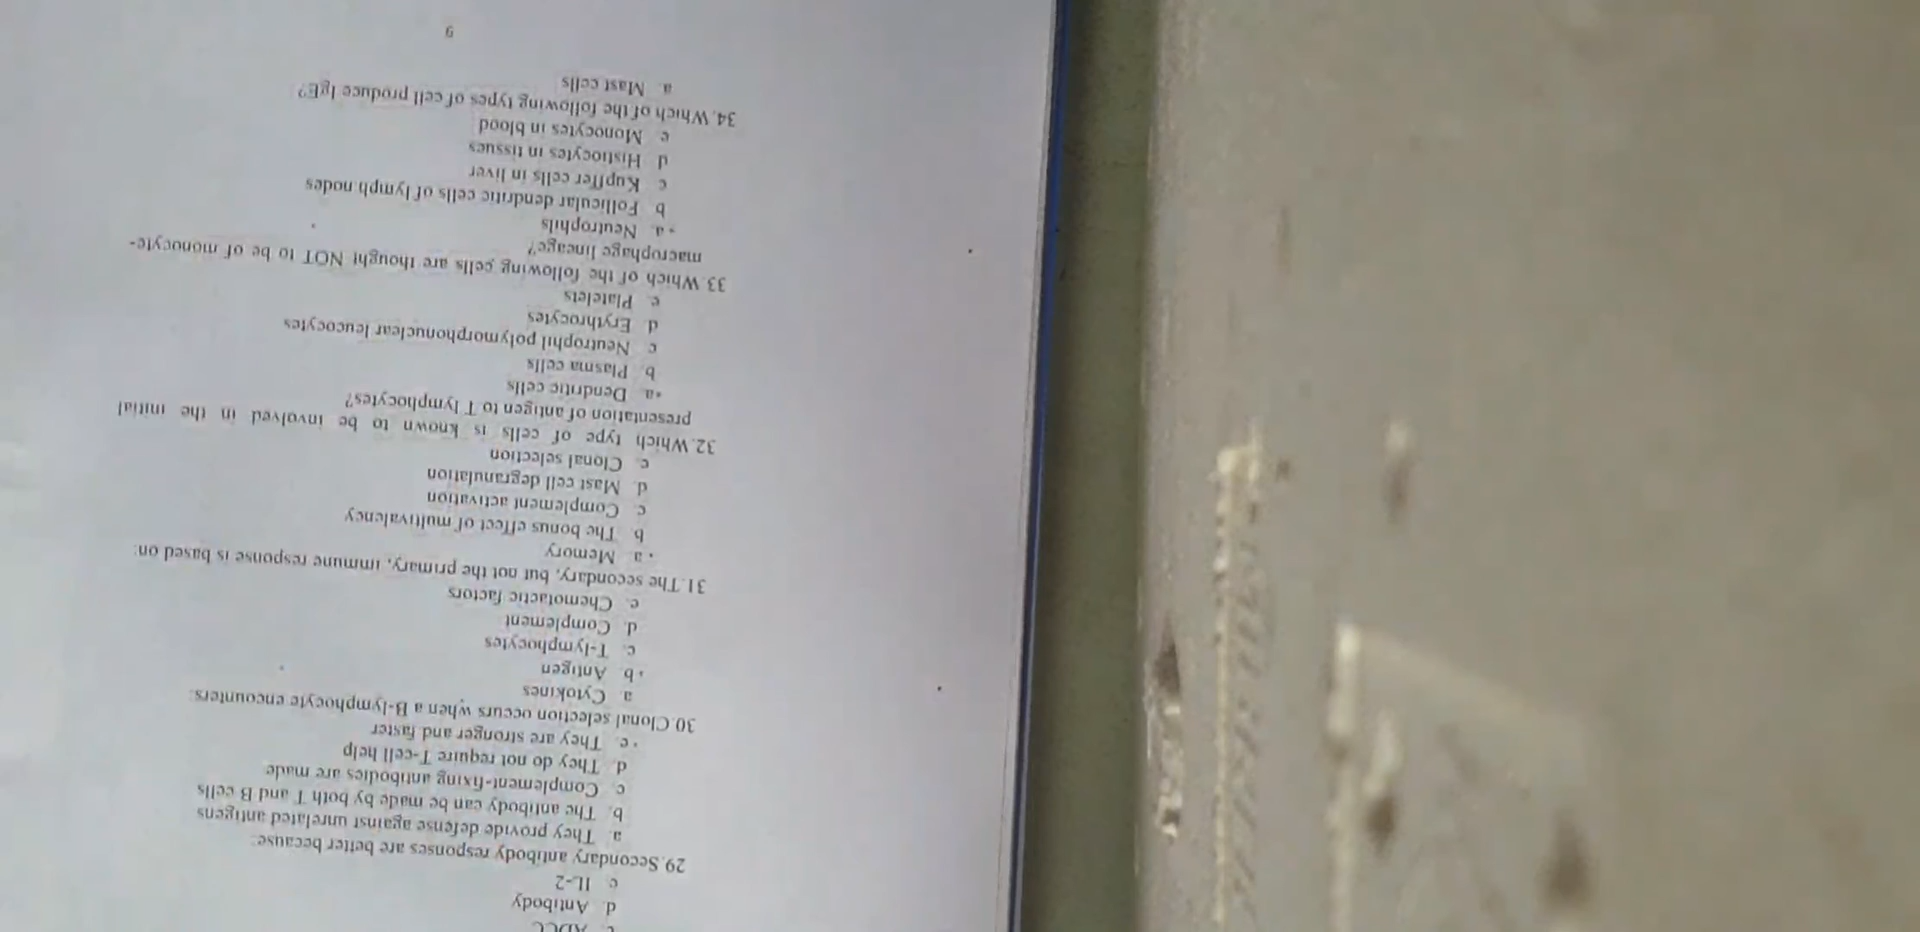 c. ADCC
d. Antibody
e. IL-2
29. Secondary antibody responses are better because:
a. They provide defense against unrelated antigens
b. The antibody can be made by both T and B cells
c. Complement-fixing antibodies are made
d. They do not require T-cell help
• e. They are stronger and faster
30. Clonal selection occurs when a B-lymphocyte encounters:
a. Cytokines
• b. Antigen
c. T-lymphocytes
d. Complement
e. Chemotactic factors
31. The secondary, but not the primary, immune response is based on:
• a. Memory
b. The bonus effect of multivalency
c. Complement activation
d. Mast cell degranulation
e. Clonal selection
32. Which type of cells is known to be involved in the initial
presentation of antigen to T lymphocytes?
• a. Dendritic cells
b. Plasma cells
c. Neutrophil polymorphonuclear leucocytes
d. Erythrocytes
e. Platelets
33. Which of the following cells are thought NOT to be of monocyte-
macrophage lineage?
• a. Neutrophils
b. Follicular dendritic cells of lymph nodes
c. Kupffer cells in liver
d. Histiocytes in tissues
e. Monocytes in blood
34. Which of the following types of cell produce IgE?
a. Mast cells
9